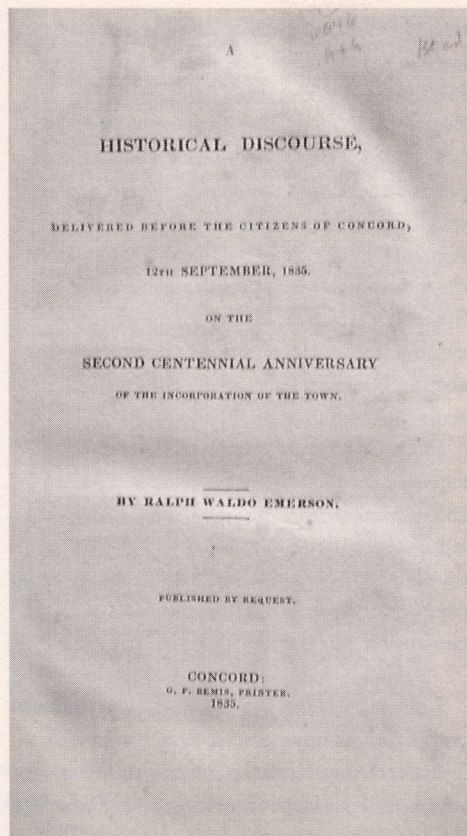 A
HISTORICAL DISCOURSE,
DELIVERED BEFORE THE CITIZENS OF CONCORD,
12TH SEPTEMBER, 1835.
ON THE
SECOND CENTENNIAL ANNIVERSARY
OF THE INCORPORATION OF THE TOWN.
BY RALPH WALDO EMERSON.
PUBLISHED BY REQUEST.
CONCORD:
G. F. BEMIS, PRINTER.
1835.